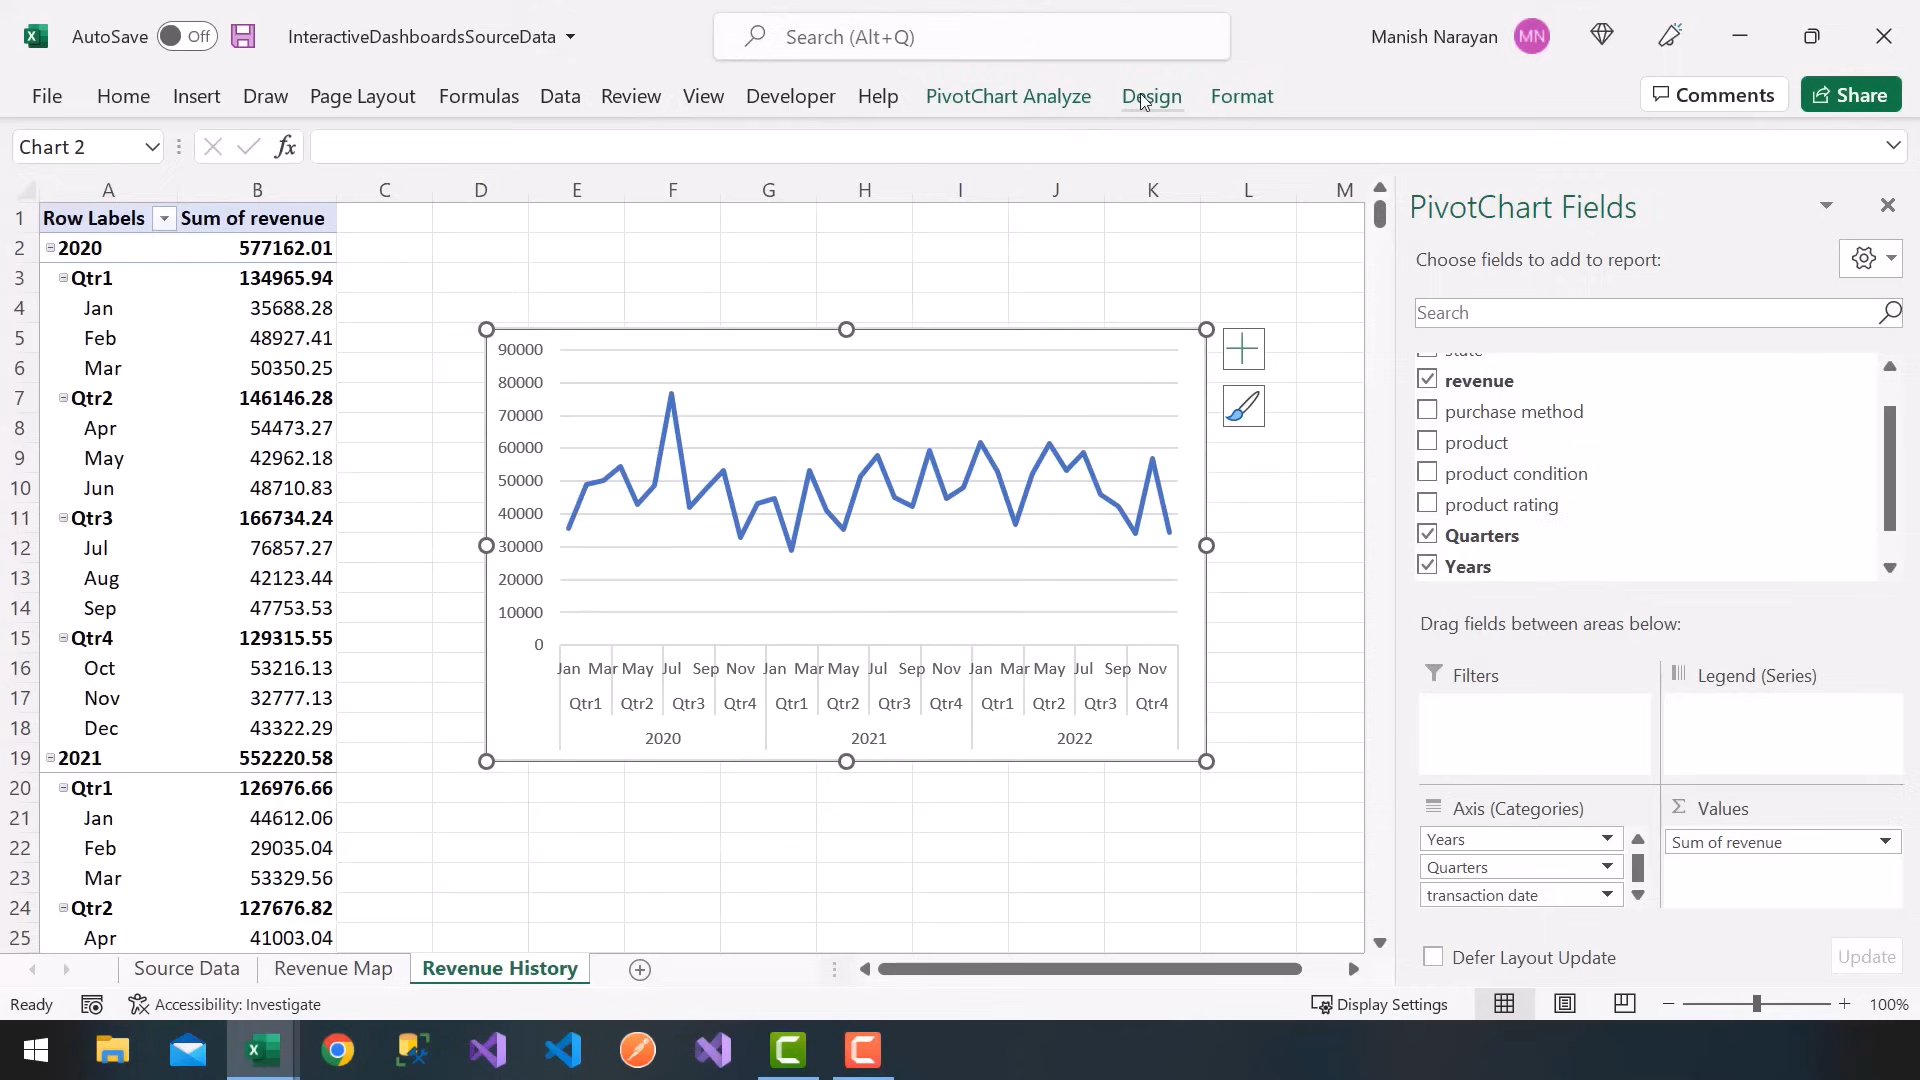 AutoSave Off InteractiveDashboardsSourceData Search (Alt+Q) Manish Narayan MN
File Home Insert Draw Page Layout Formulas Data Review View Developer Help PivotChart Analyze Design Format Comments Share
Chart 2 fx
A B C D E F G H I J K L M
1 Row Labels Sum of revenue
2 2020 577162.01
3 Qtr1 134965.94
4 Jan 35688.28
5 Feb 48927.41
6 Mar 50350.25
7 Qtr2 146146.28
8 Apr 54473.27
9 May 42962.18
10 Jun 48710.83
11 Qtr3 166734.24
12 Jul 76857.27
13 Aug 42123.44
14 Sep 47753.53
15 Qtr4 129315.55
16 Oct 53216.13
17 Nov 32777.13
18 Dec 43322.29
19 2021 552220.58
20 Qtr1 126976.66
21 Jan 44612.06
22 Feb 29035.04
23 Mar 53329.56
24 Qtr2 127676.82
25 Apr 41003.04
90000
80000
70000
60000
50000
40000
30000
20000
10000
0
Jan Mar May Jul Sep Nov Jan Mar May Jul Sep Nov Jan Mar May Jul Sep Nov
Qtr1 Qtr2 Qtr3 Qtr4 Qtr1 Qtr2 Qtr3 Qtr4 Qtr1 Qtr2 Qtr3 Qtr4
2020 2021 2022
PivotChart Fields
Choose fields to add to report:
Search
state
revenue
purchase method
product
product condition
product rating
Quarters
Years
Drag fields between areas below:
Filters Legend (Series)
Axis (Categories) Σ Values
Years Sum of revenue
Quarters
transaction date
Defer Layout Update Update
Source Data Revenue Map Revenue History
Ready Accessibility: Investigate Display Settings 100%